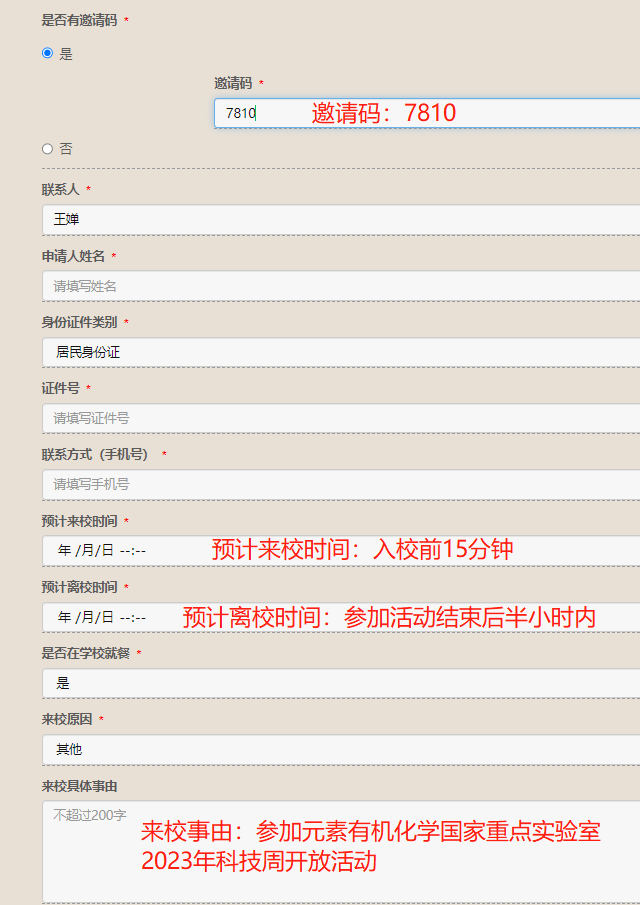 是否有邀请码 *
是
邀请码 *
7810 邀请码：7810
否
联系人 *
王婵
申请人姓名 *
请填写姓名
身份证件类别 *
居民身份证
证件号 *
请填写证件号
联系方式（手机号） *
请填写手机号
预计来校时间 *
年 /月/日 --:-- 预计来校时间：入校前15分钟
预计离校时间 *
年 /月/日 --:-- 预计离校时间：参加活动结束后半小时内
是否在学校就餐 *
是
来校原因 *
其他
来校具体事由
不超过200字
来校事由：参加元素有机化学国家重点实验室
2023年科技周开放活动